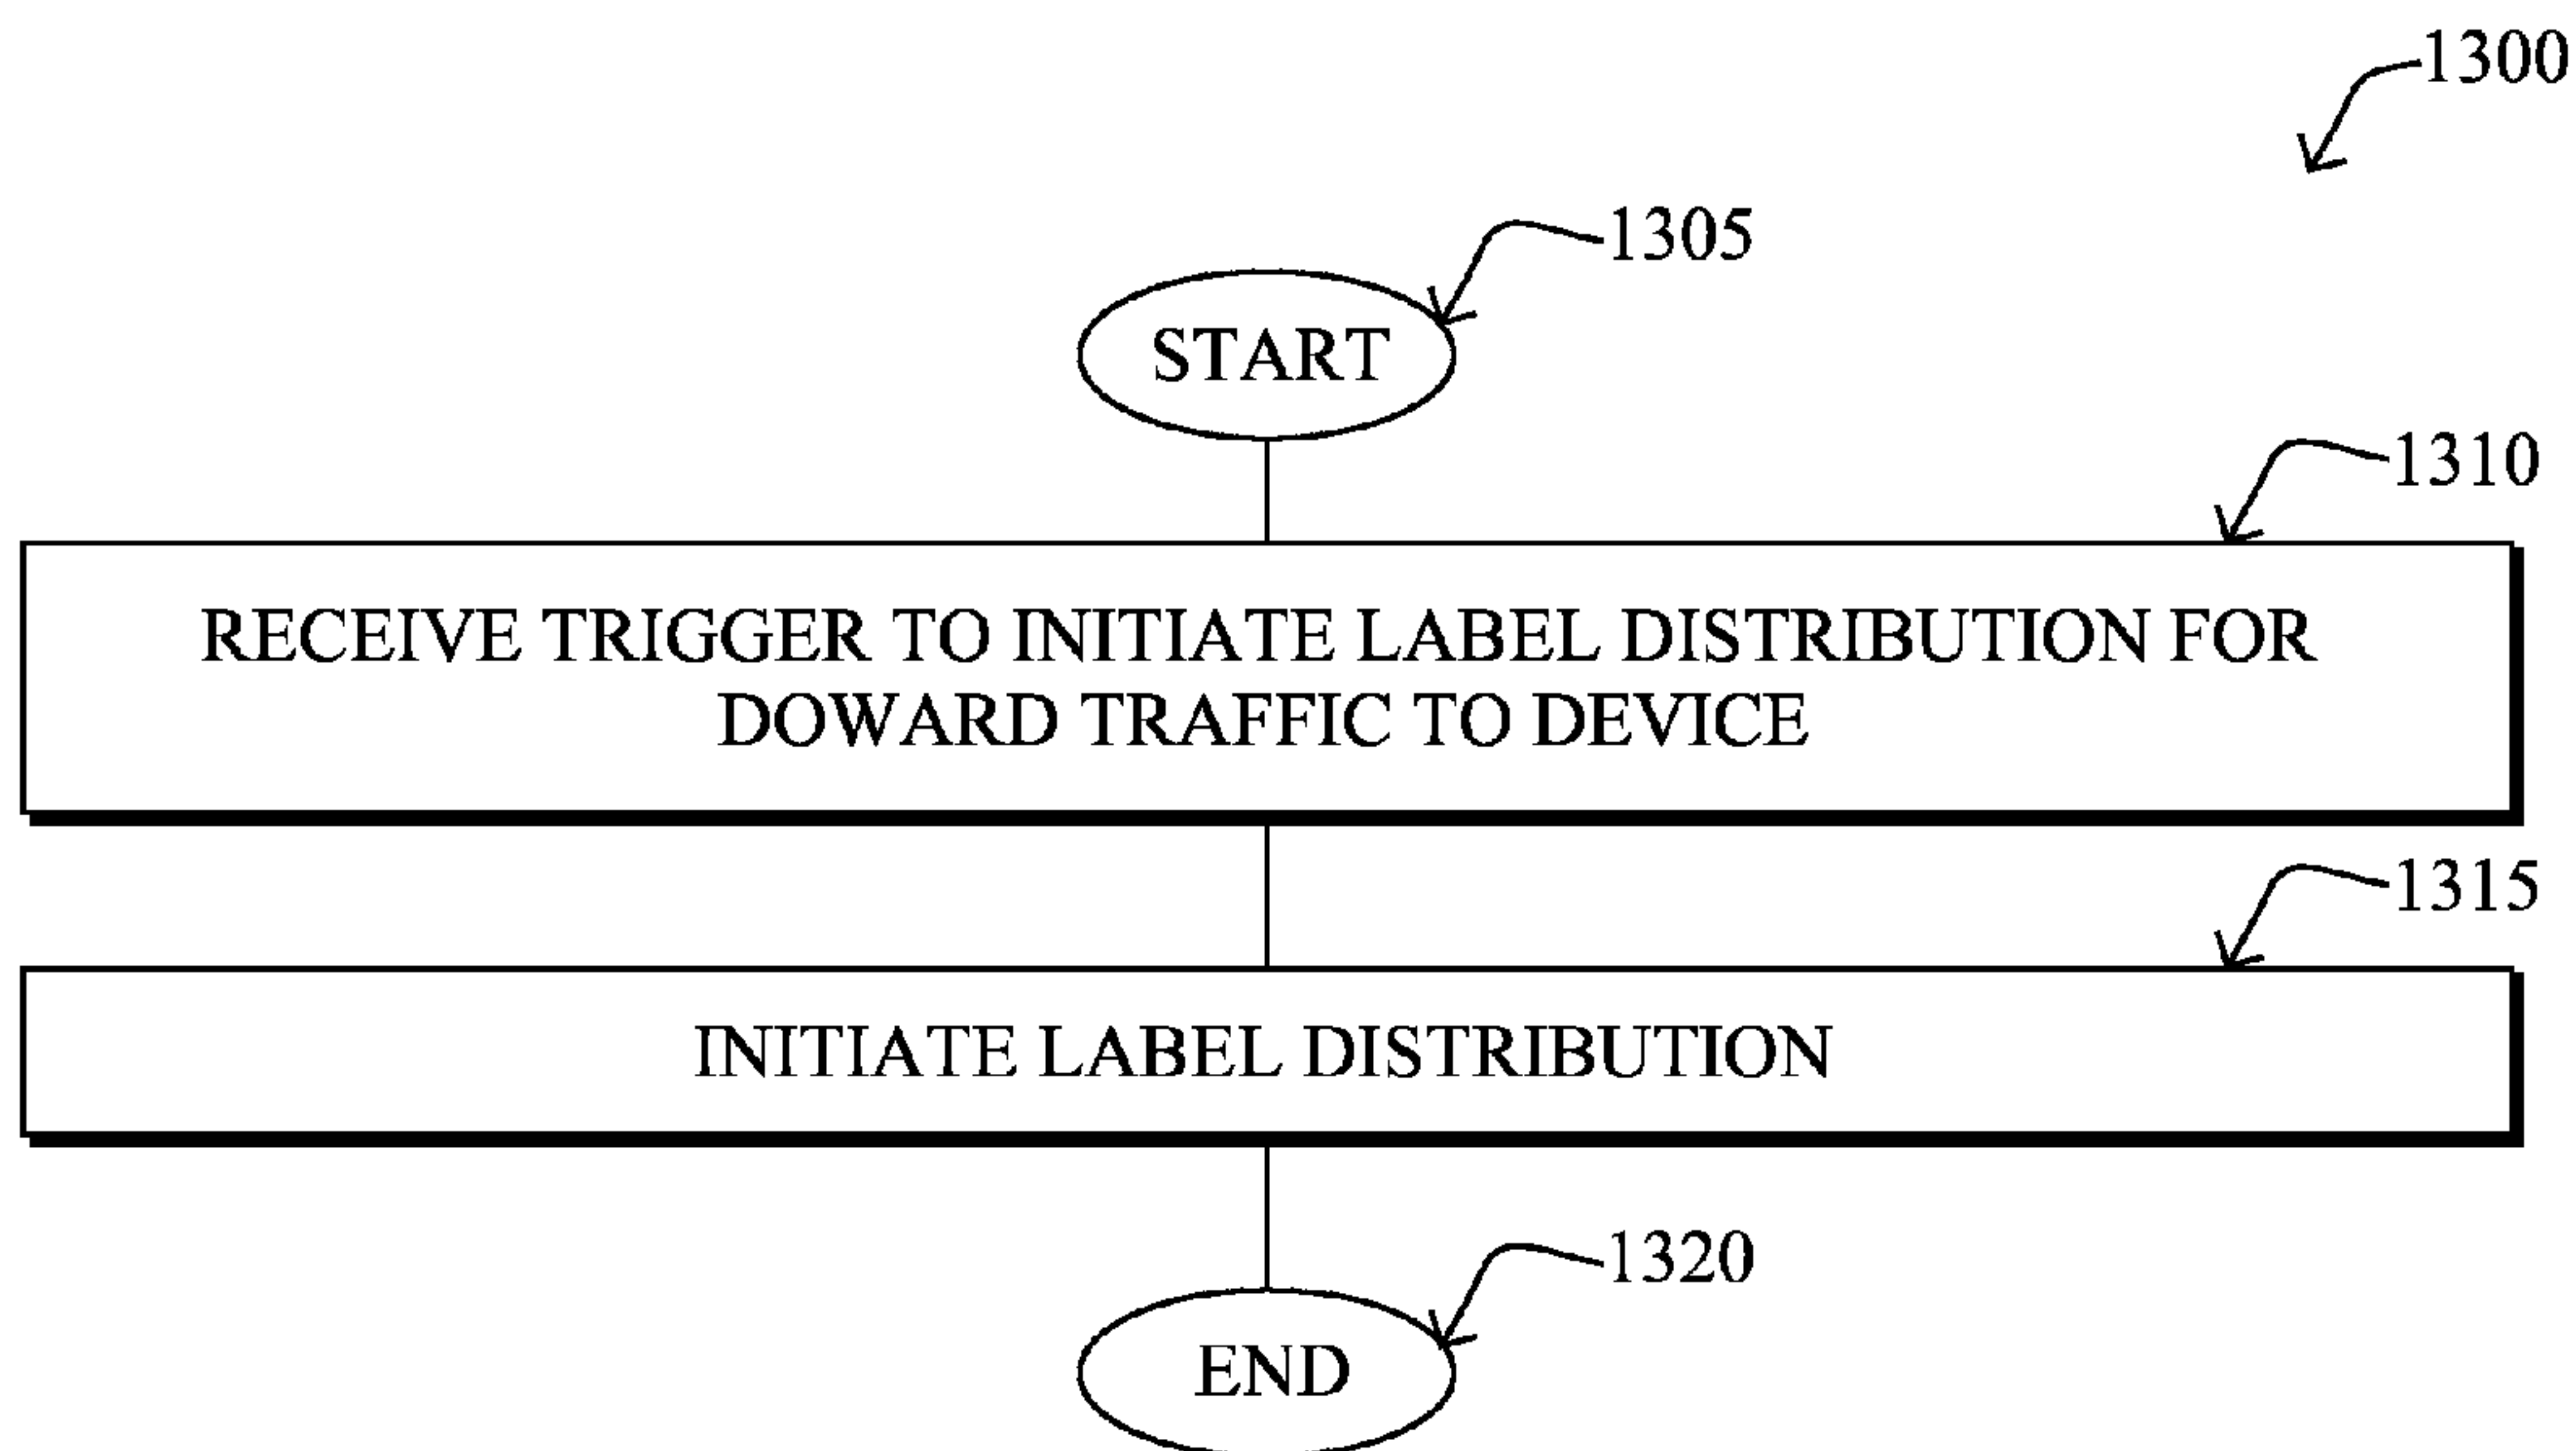 1300
1305
START
1310
RECEIVE TRIGGER TO INITIATE LABEL DISTRIBUTION FOR
DOWARD TRAFFIC TO DEVICE
1315
INITIATE LABEL DISTRIBUTION
1320
END